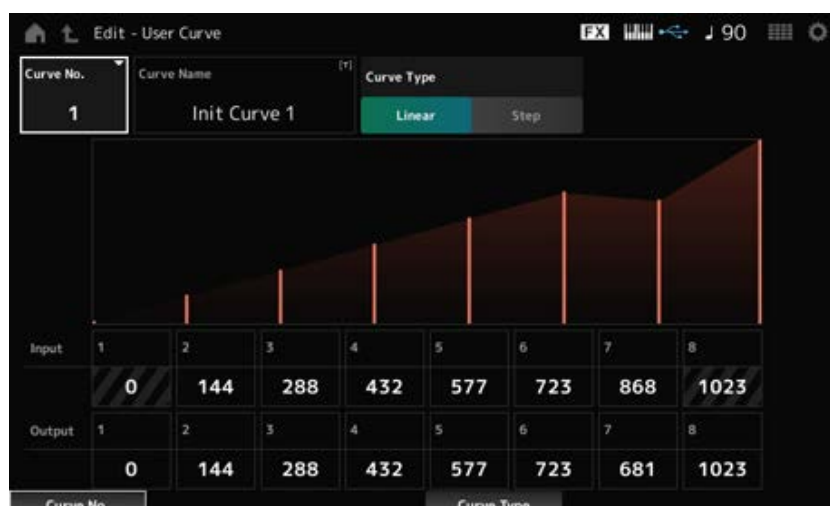 Edit - User Curve FX 90
Curve No. Curve Name [T] Curve Type
1 Init Curve 1 Linear Step
Input 1 2 3 4 5 6 7 8
0 144 288 432 577 723 868 1023
Output 1 2 3 4 5 6 7 8
0 144 288 432 577 723 681 1023
Curve No. Curve Type